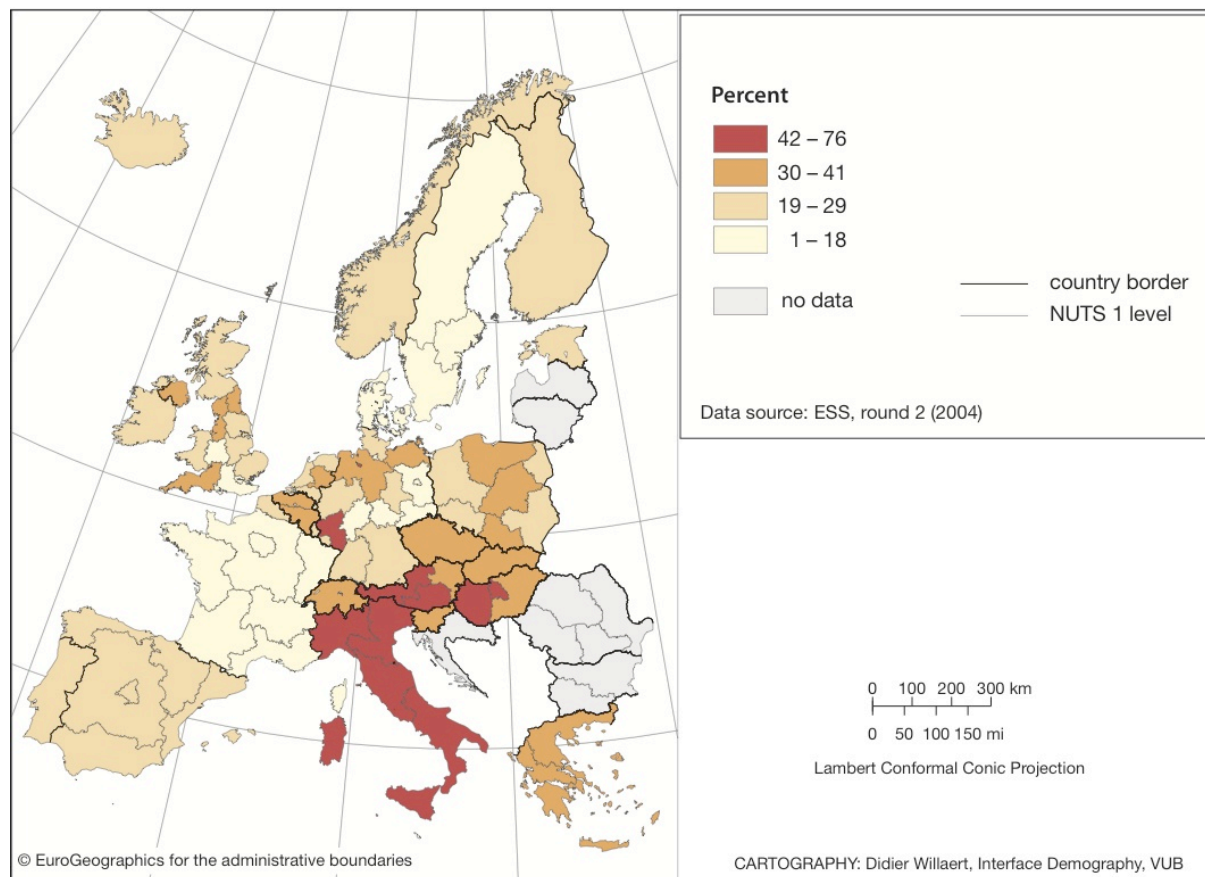 Percent
42 – 76
30 – 41
19 – 29
1 – 18
no data
country border
NUTS 1 level
Data source: ESS, round 2 (2004)
0 100 200 300 km
0 50 100 150 mi
Lambert Conformal Conic Projection
© EuroGeographics for the administrative boundaries
CARTOGRAPHY: Didier Willaert, Interface Demography, VUB